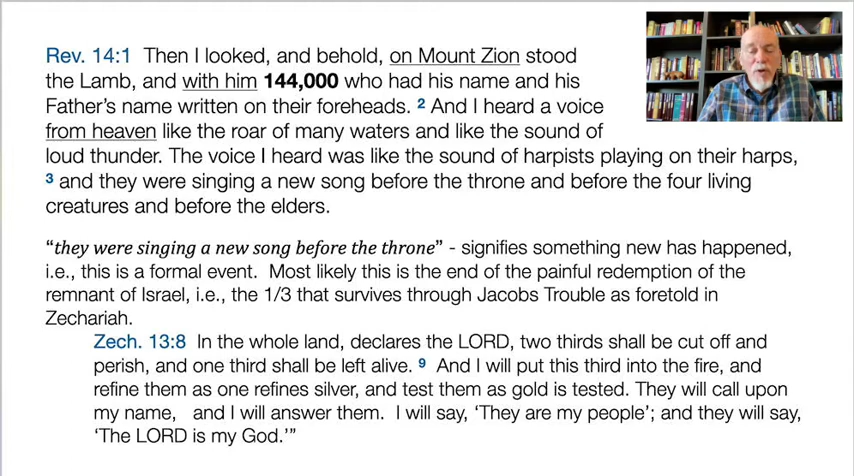 Rev. 14:1 Then I looked, and behold, on Mount Zion stood
the Lamb, and with him 144,000 who had his name and his
Father's name written on their foreheads. 2 And I heard a voice
from heaven like the roar of many waters and like the sound of
loud thunder. The voice I heard was like the sound of harpists playing on their harps,
3 and they were singing a new song before the throne and before the four living
creatures and before the elders.
"they were singing a new song before the throne" - signifies something new has happened,
i.e., this is a formal event. Most likely this is the end of the painful redemption of the
remnant of Israel, i.e., the 1/3 that survives through Jacobs Trouble as foretold in
Zechariah.
Zech. 13:8 In the whole land, declares the LORD, two thirds shall be cut off and
perish, and one third shall be left alive. 9 And I will put this third into the fire, and
refine them as one refines silver, and test them as gold is tested. They will call upon
my name, and I will answer them. I will say, 'They are my people'; and they will say,
'The LORD is my God.'"